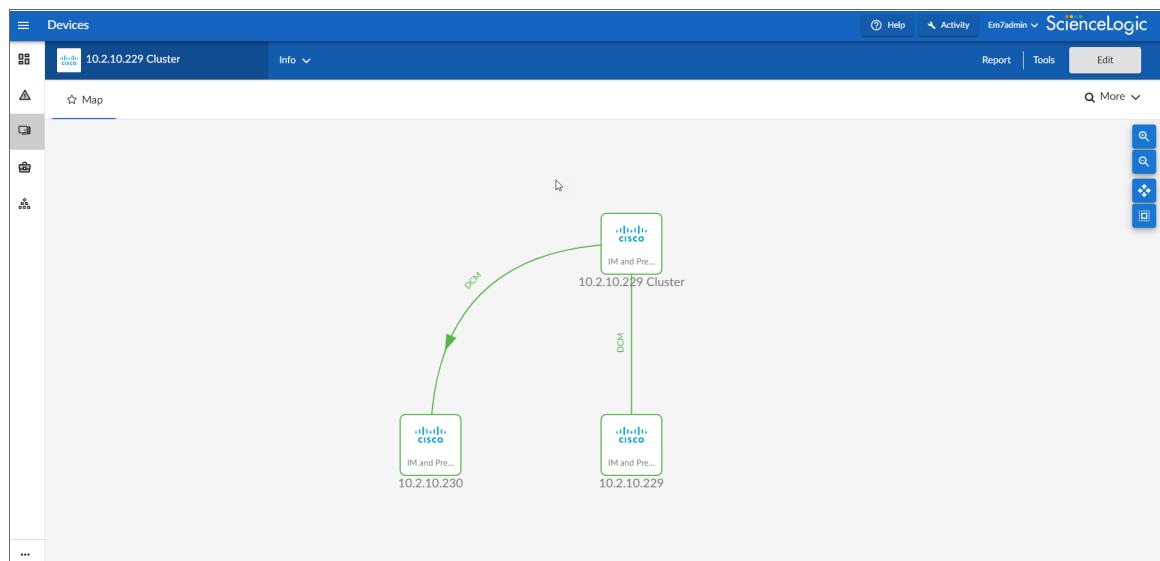 Devices
Help
Activity
Em7admin
ScienceLogic
CISCO
10.2.10.229 Cluster
Info
Report
Tools
Edit
Map
More
CISCO
IM and Pre...
10.2.10.229 Cluster
DCM
DCM
CISCO
IM and Pre...
10.2.10.230
CISCO
IM and Pre...
10.2.10.229